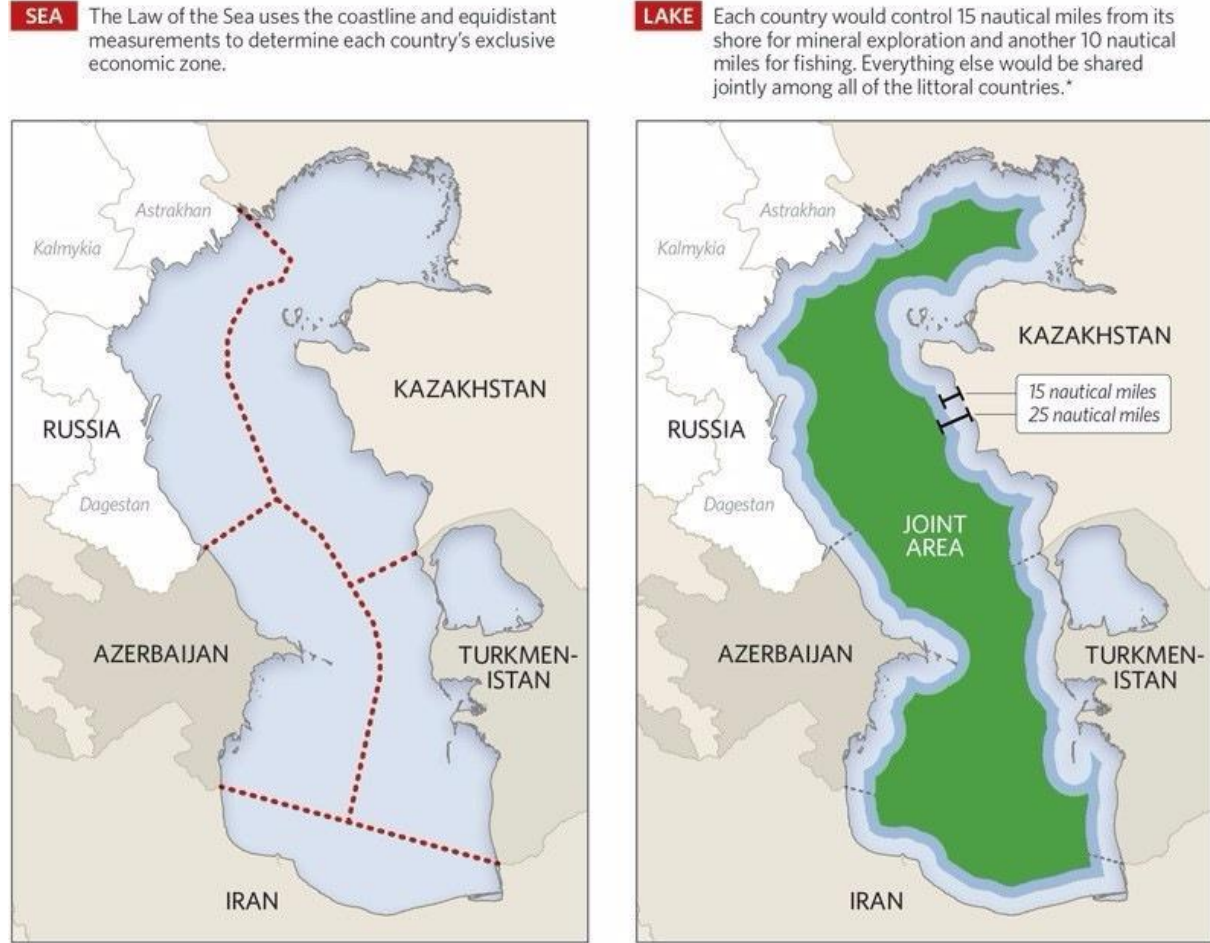 SEA
The Law of the Sea uses the coastline and equidistant
measurements to determine each country's exclusive
economic zone.
Astrakhan
Kalmykia
KAZAKHSTAN
RUSSIA
Dagestan
AZERBAIJAN
TURKMEN-
ISTAN
IRAN
LAKE
Each country would control 15 nautical miles from its
shore for mineral exploration and another 10 nautical
miles for fishing. Everything else would be shared
jointly among all of the littoral countries.*
Astrakhan
Kalmykia
KAZAKHSTAN
15 nautical miles
25 nautical miles
RUSSIA
Dagestan
JOINT
AREA
AZERBAIJAN
TURKMEN-
ISTAN
IRAN